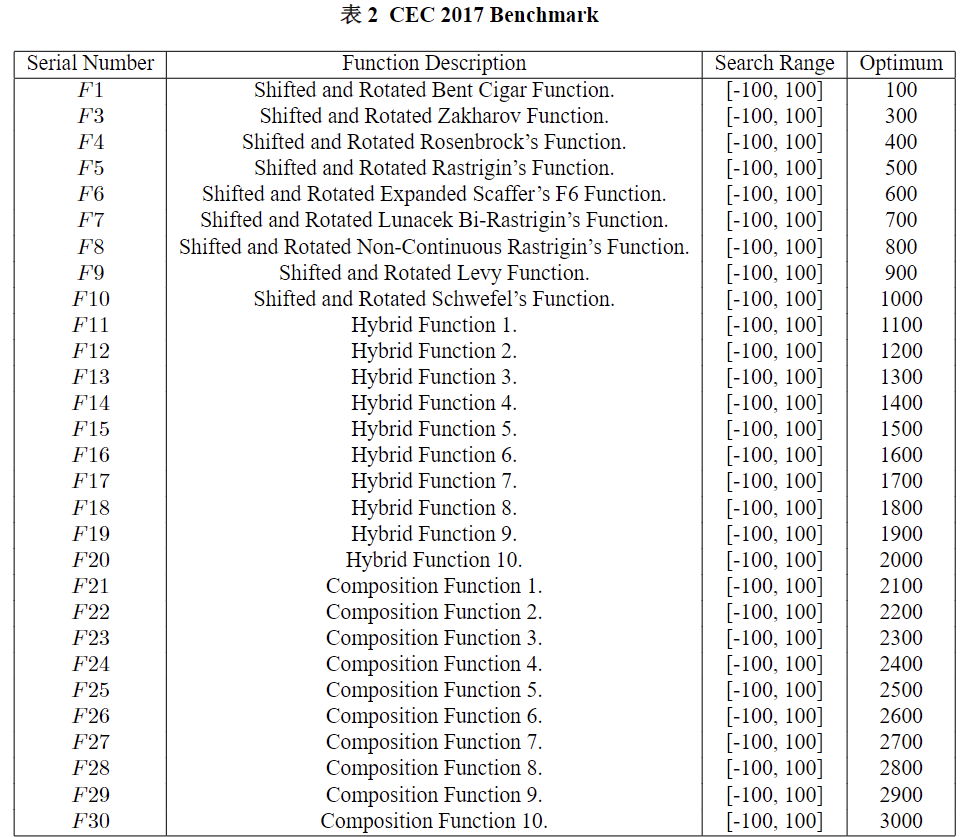 表 2 CEC 2017 Benchmark
Serial Number Function Description Search Range Optimum
F1 Shifted and Rotated Bent Cigar Function. [-100, 100] 100
F3 Shifted and Rotated Zakharov Function. [-100, 100] 300
F4 Shifted and Rotated Rosenbrock's Function. [-100, 100] 400
F5 Shifted and Rotated Rastrigin's Function. [-100, 100] 500
F6 Shifted and Rotated Expanded Scaffer's F6 Function. [-100, 100] 600
F7 Shifted and Rotated Lunacek Bi-Rastrigin's Function. [-100, 100] 700
F8 Shifted and Rotated Non-Continuous Rastrigin's Function. [-100, 100] 800
F9 Shifted and Rotated Levy Function. [-100, 100] 900
F10 Shifted and Rotated Schwefel's Function. [-100, 100] 1000
F11 Hybrid Function 1. [-100, 100] 1100
F12 Hybrid Function 2. [-100, 100] 1200
F13 Hybrid Function 3. [-100, 100] 1300
F14 Hybrid Function 4. [-100, 100] 1400
F15 Hybrid Function 5. [-100, 100] 1500
F16 Hybrid Function 6. [-100, 100] 1600
F17 Hybrid Function 7. [-100, 100] 1700
F18 Hybrid Function 8. [-100, 100] 1800
F19 Hybrid Function 9. [-100, 100] 1900
F20 Hybrid Function 10. [-100, 100] 2000
F21 Composition Function 1. [-100, 100] 2100
F22 Composition Function 2. [-100, 100] 2200
F23 Composition Function 3. [-100, 100] 2300
F24 Composition Function 4. [-100, 100] 2400
F25 Composition Function 5. [-100, 100] 2500
F26 Composition Function 6. [-100, 100] 2600
F27 Composition Function 7. [-100, 100] 2700
F28 Composition Function 8. [-100, 100] 2800
F29 Composition Function 9. [-100, 100] 2900
F30 Composition Function 10. [-100, 100] 3000